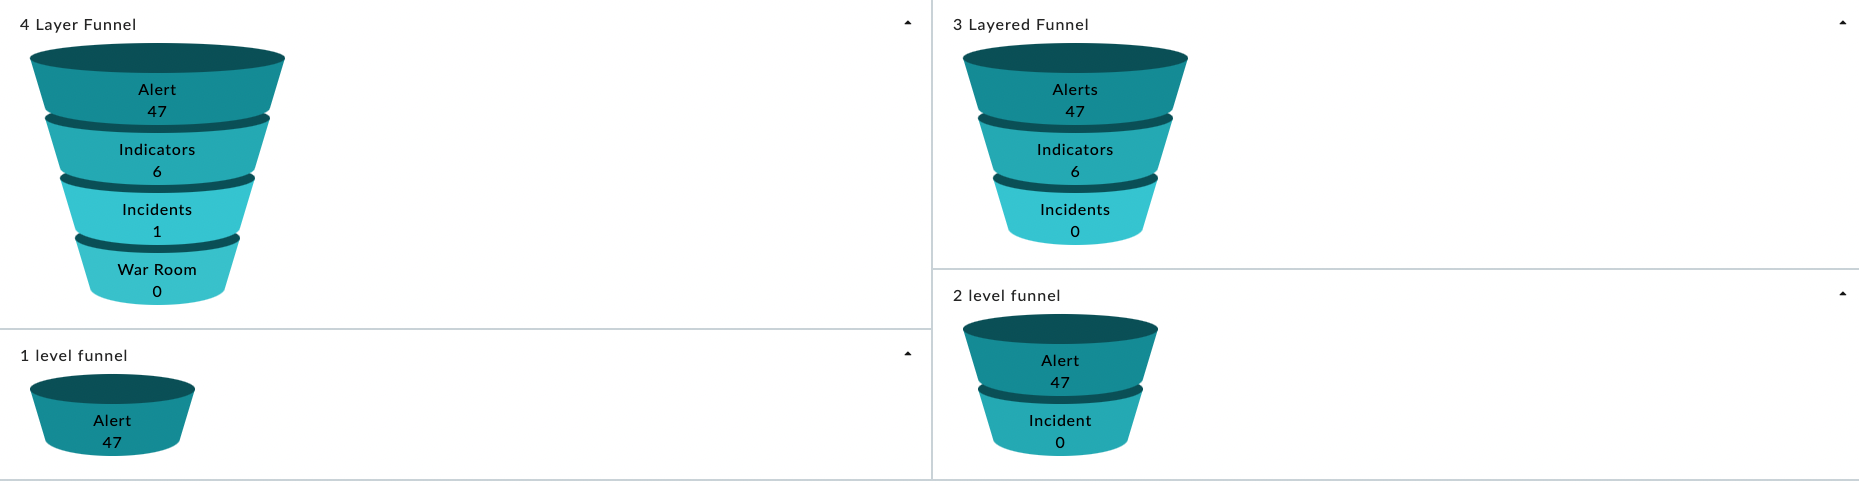 4 Layer Funnel
Alert
47
Indicators
6
Incidents
1
War Room
0
1 level funnel
Alert
47
3 Layered Funnel
Alerts
47
Indicators
6
Incidents
0
2 level funnel
Alert
47
Incident
0